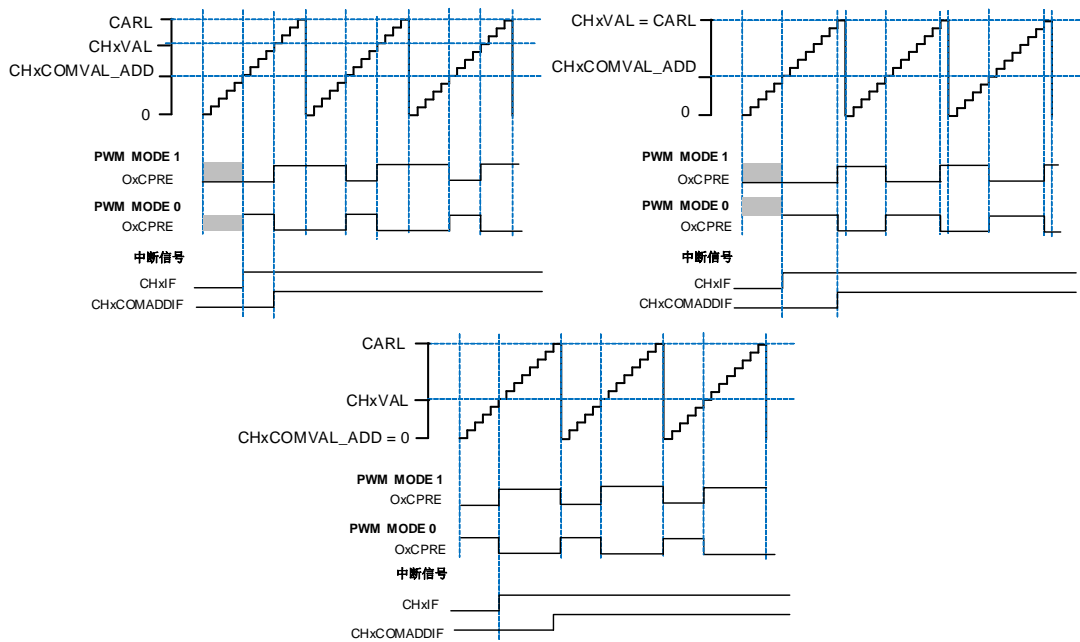 CARL
CHxVAL
CHxCOMVAL_ADD
0
PWM MODE 1
OxCPRE
PWM MODE 0
OxCPRE
中断信号
CHxIF
CHxCOMADDIF
CHxVAL = CARL
CHxCOMVAL_ADD
0
PWM MODE 1
OxCPRE
PWM MODE 0
OxCPRE
中断信号
CHxIF
CHxCOMADDIF
CARL
CHxVAL
CHxCOMVAL_ADD = 0
PWM MODE 1
OxCPRE
PWM MODE 0
OxCPRE
中断信号
CHxIF
CHxCOMADDIF